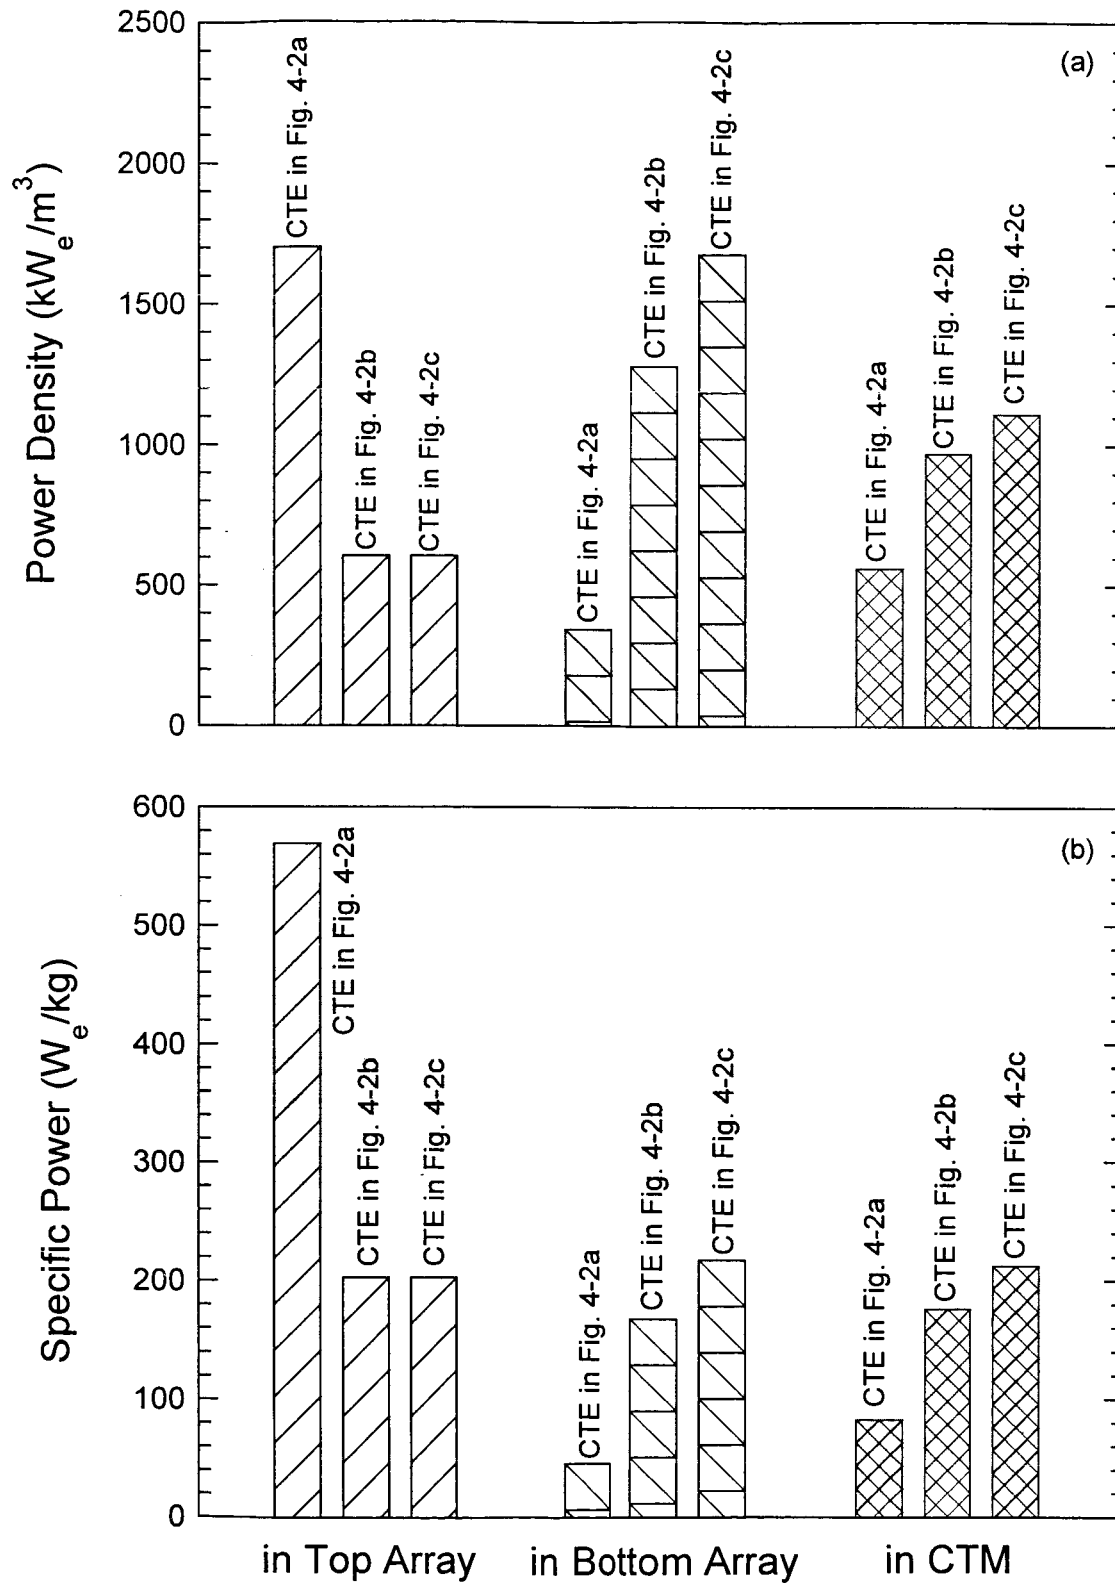 (a)
Power Density (kWe/m3)
2500
2000
1500
1000
500
0
CTE in Fig. 4-2a
CTE in Fig. 4-2b
CTE in Fig. 4-2c
CTE in Fig. 4-2a
CTE in Fig. 4-2b
CTE in Fig. 4-2c
CTE in Fig. 4-2a
CTE in Fig. 4-2b
CTE in Fig. 4-2c
(b)
Specific Power (We/kg)
600
500
400
300
200
100
0
CTE in Fig. 4-2a
CTE in Fig. 4-2b
CTE in Fig. 4-2c
CTE in Fig. 4-2a
CTE in Fig. 4-2b
CTE in Fig. 4-2c
CTE in Fig. 4-2a
CTE in Fig. 4-2b
CTE in Fig. 4-2c
in Top Array
in Bottom Array
in CTM